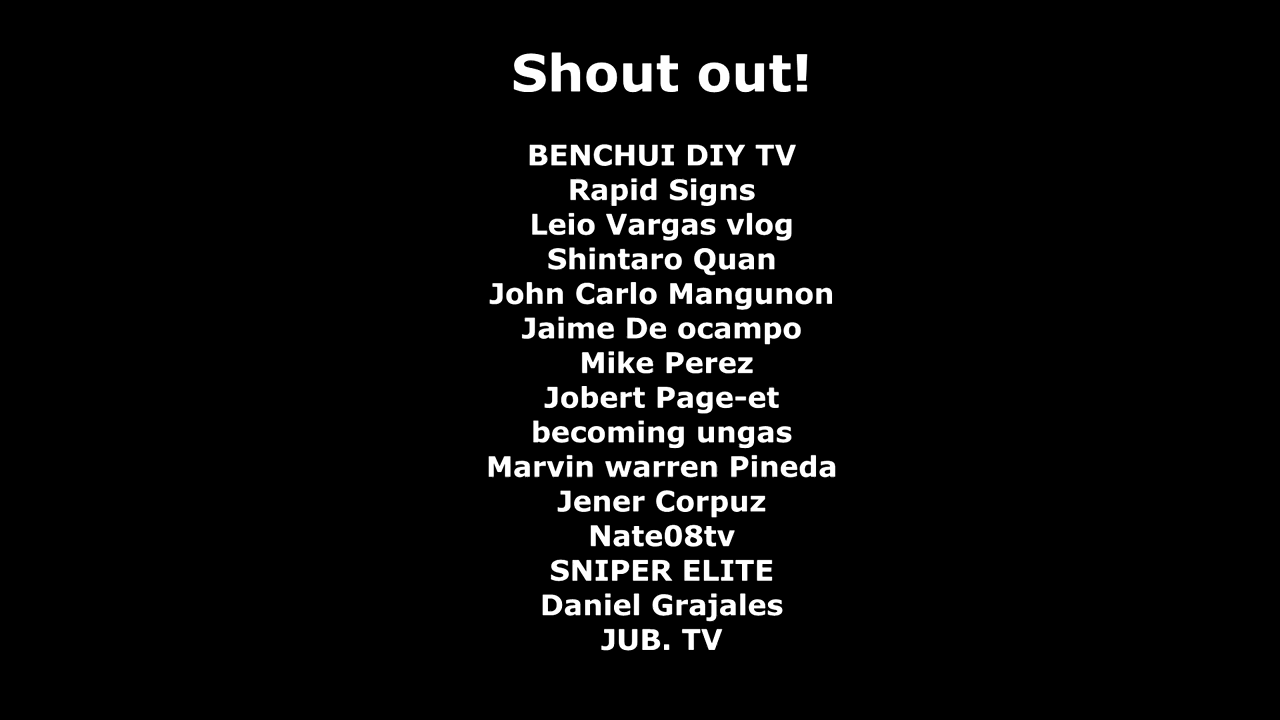 Shout out!
BENCHUI DIY TV
Rapid Signs
Leio Vargas vlog
Shintaro Quan
John Carlo Mangunon
Jaime De ocampo
Mike Perez
Jobert Page-et
becoming ungas
Marvin warren Pineda
Jener Corpuz
Nate08tv
SNIPER ELITE
Daniel Grajales
JUB. TV